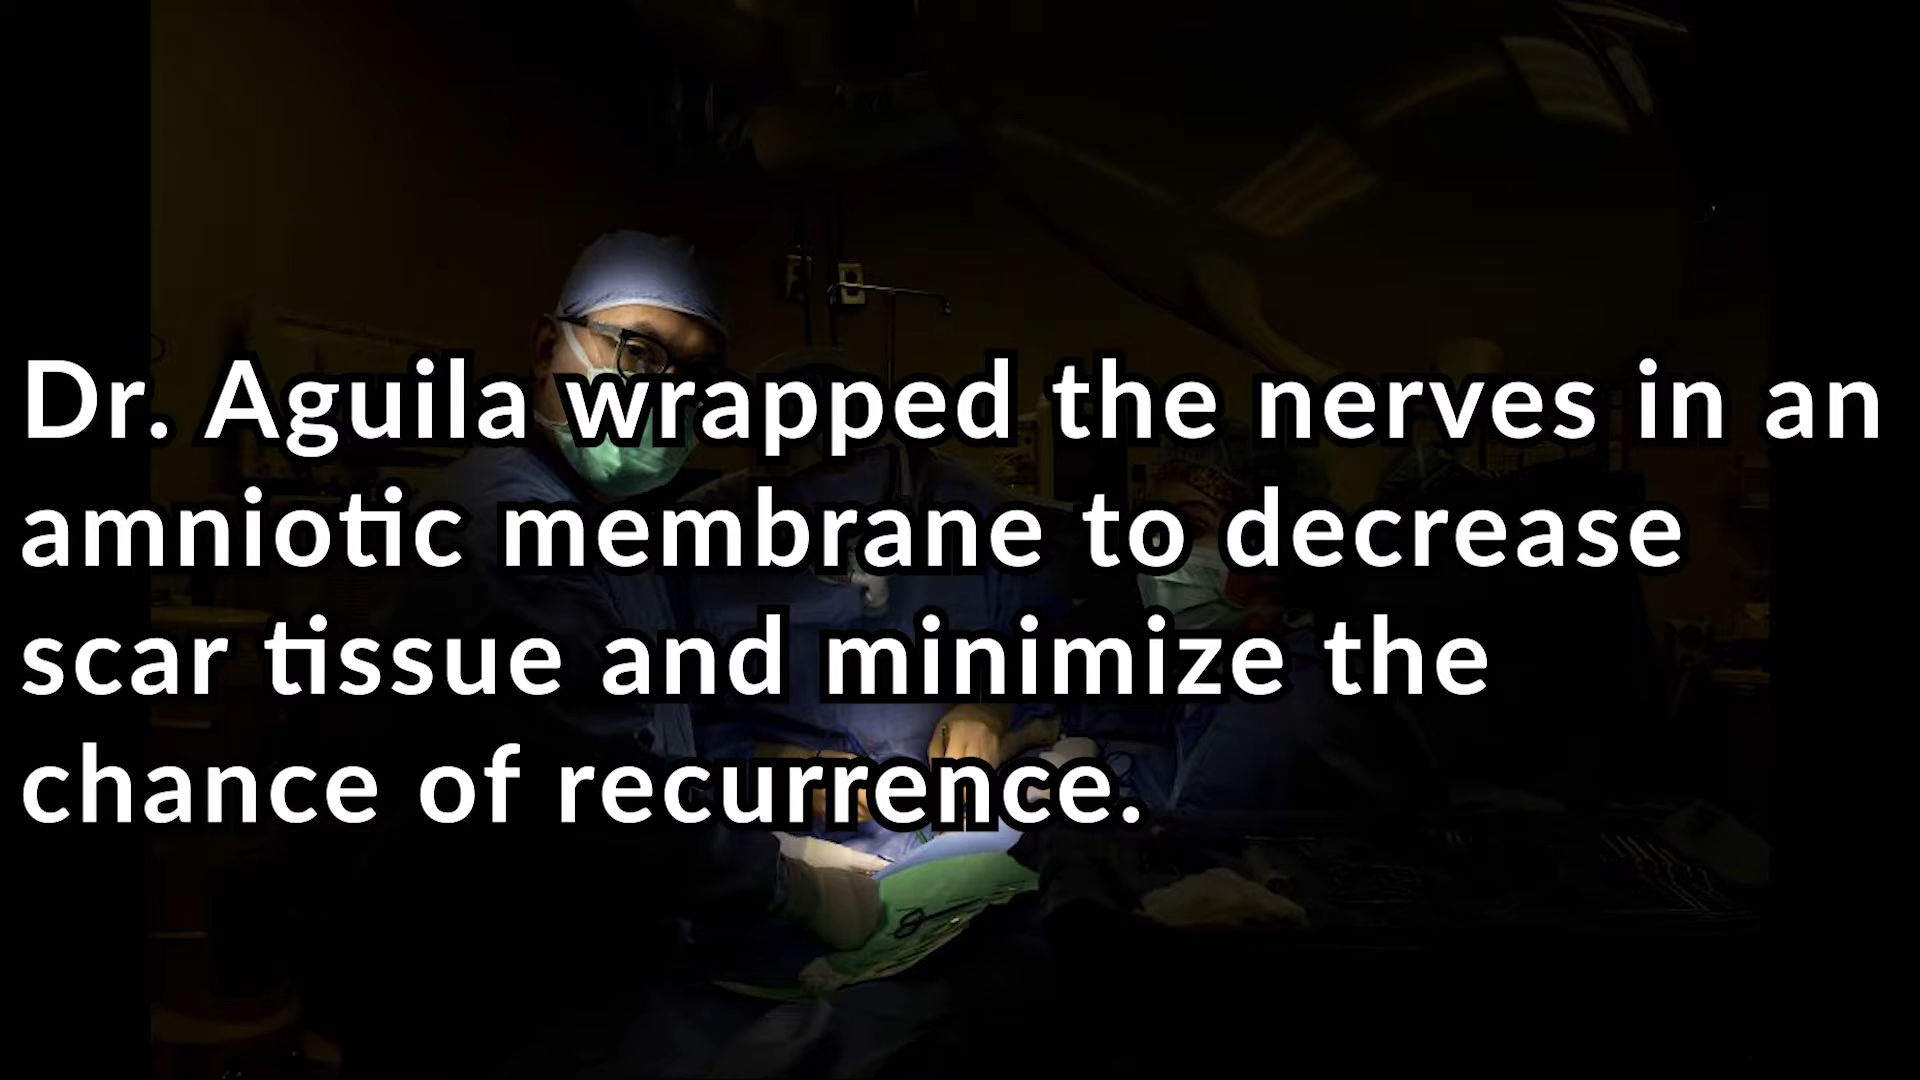 Dr. Aguila wrapped the nerves in an
amniotic membrane to decrease
scar tissue and minimize the
chance of recurrence.